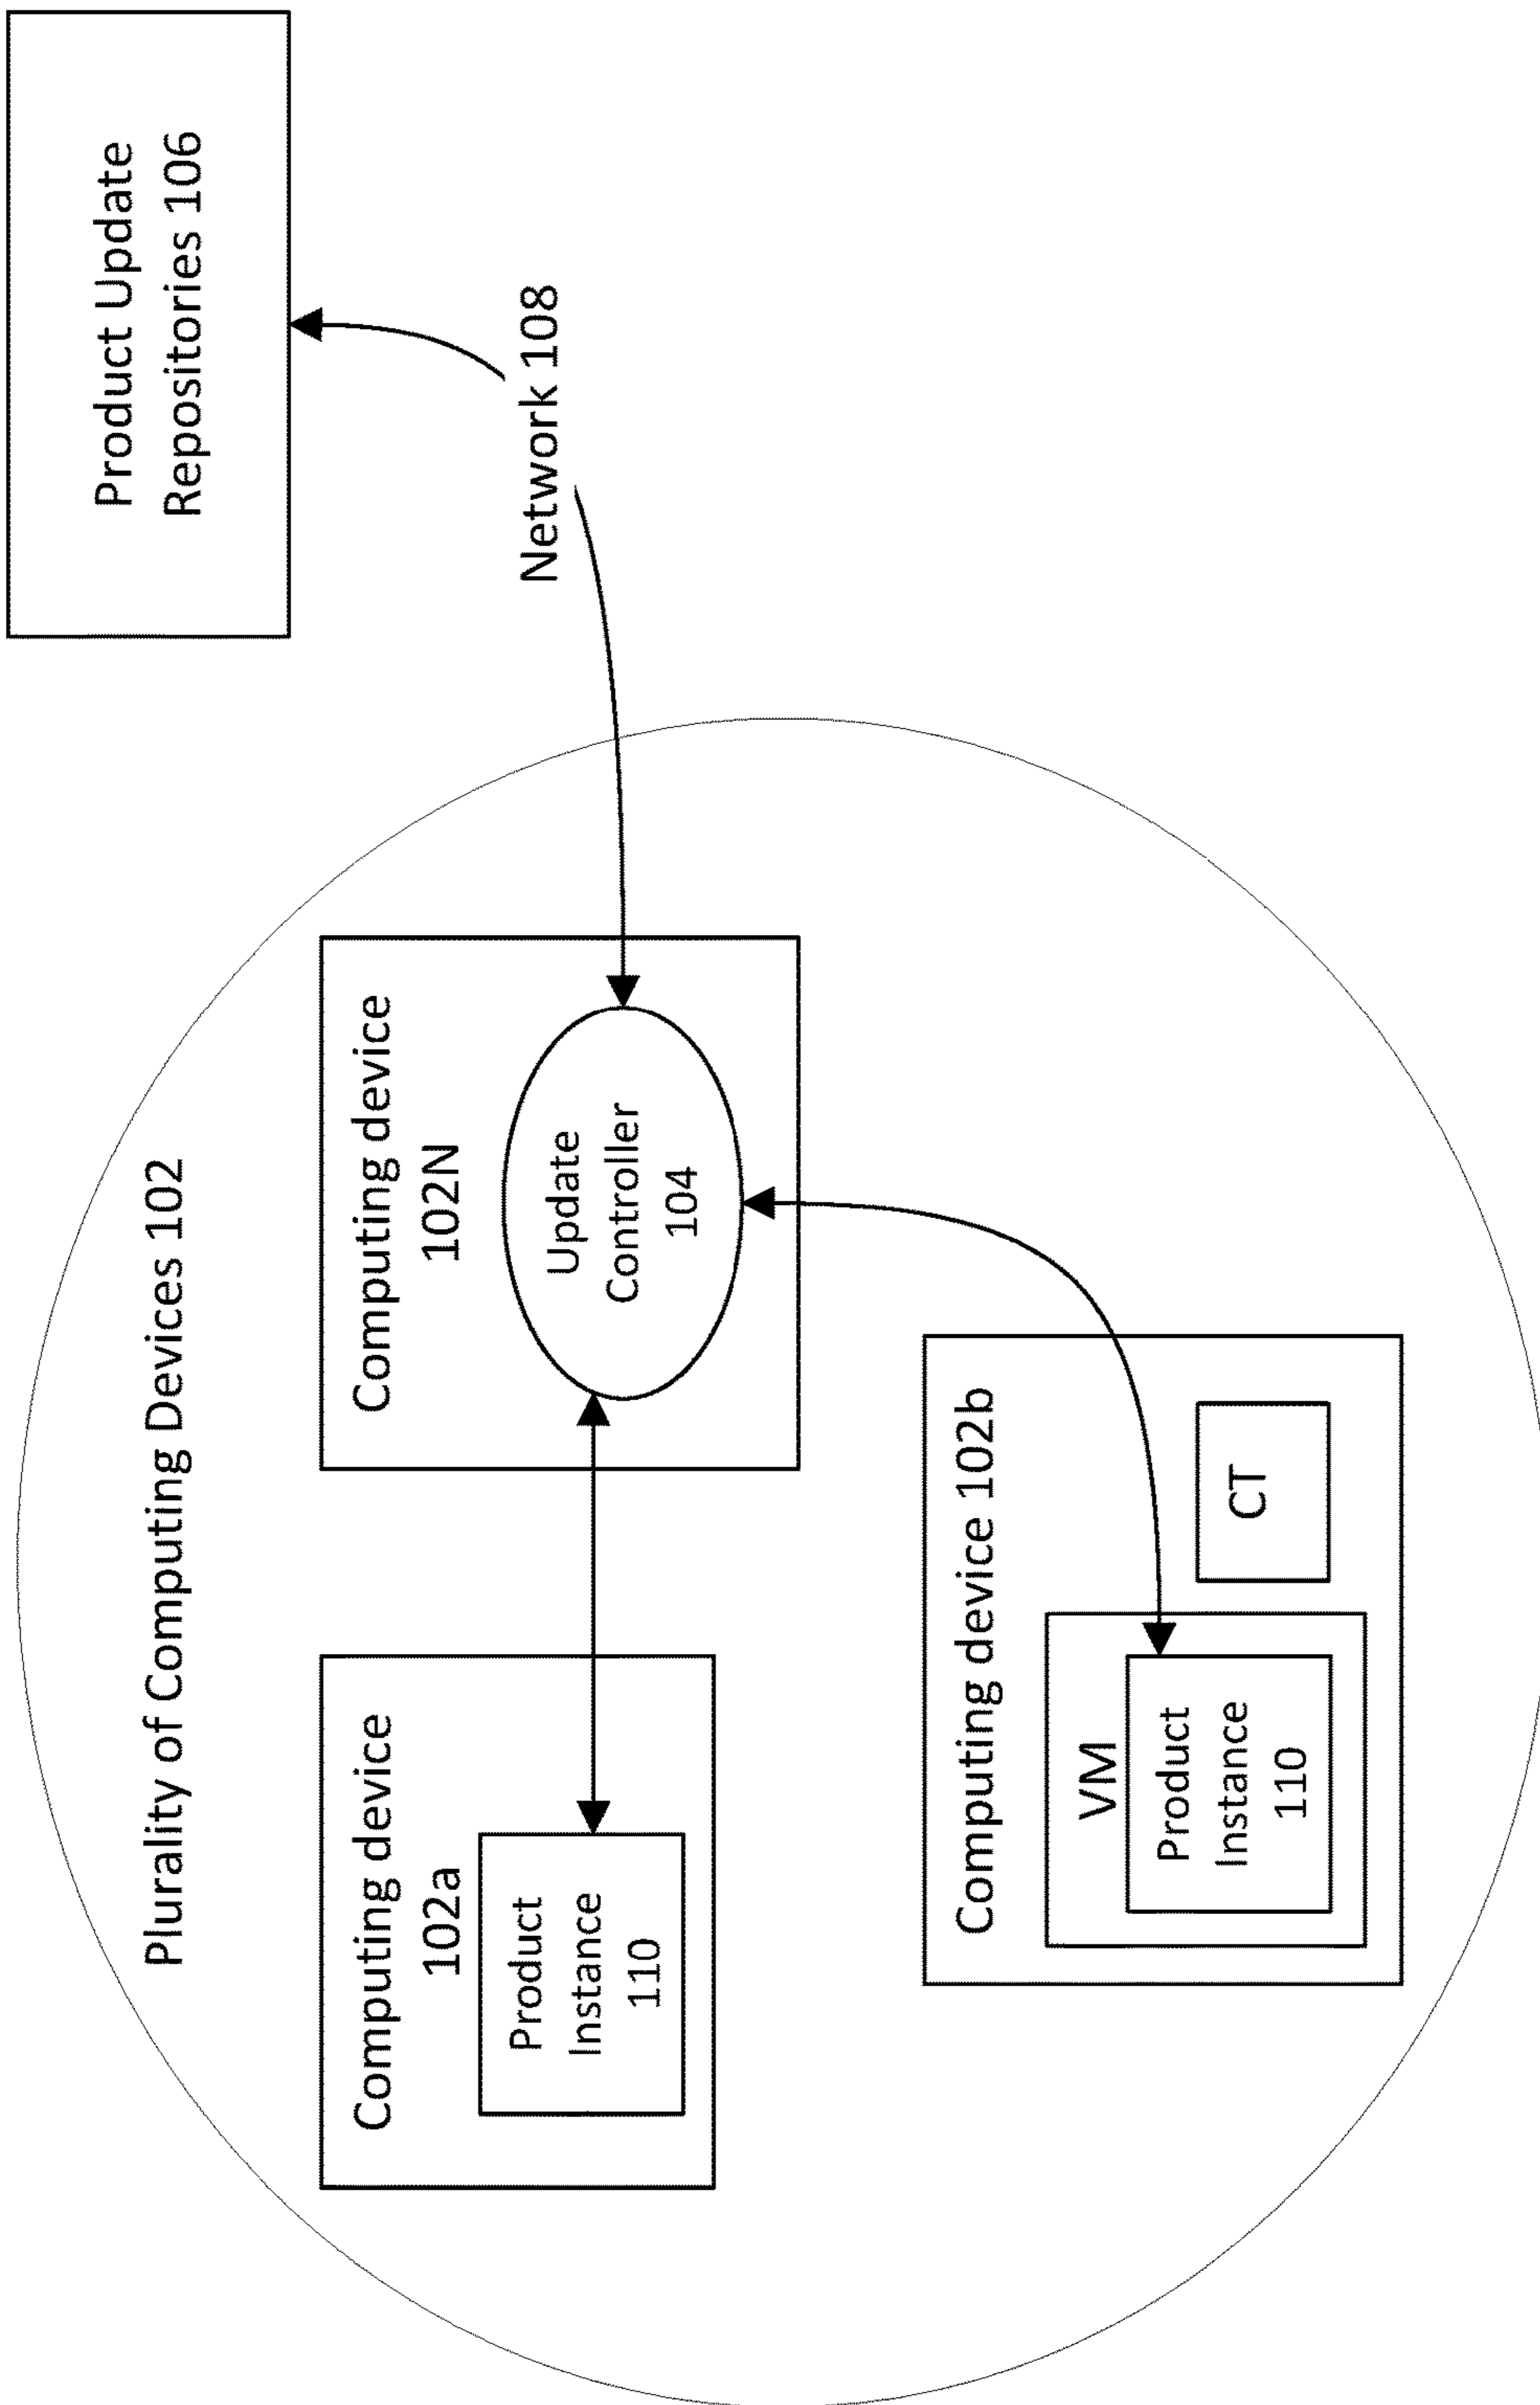 Product Update
Repositories 106
Network 108
Plurality of Computing Devices 102
Computing device
102a
Product
Instance
110
Computing device
102N
Update
Controller
104
Computing device 102b
VM
Product
Instance
110
CT